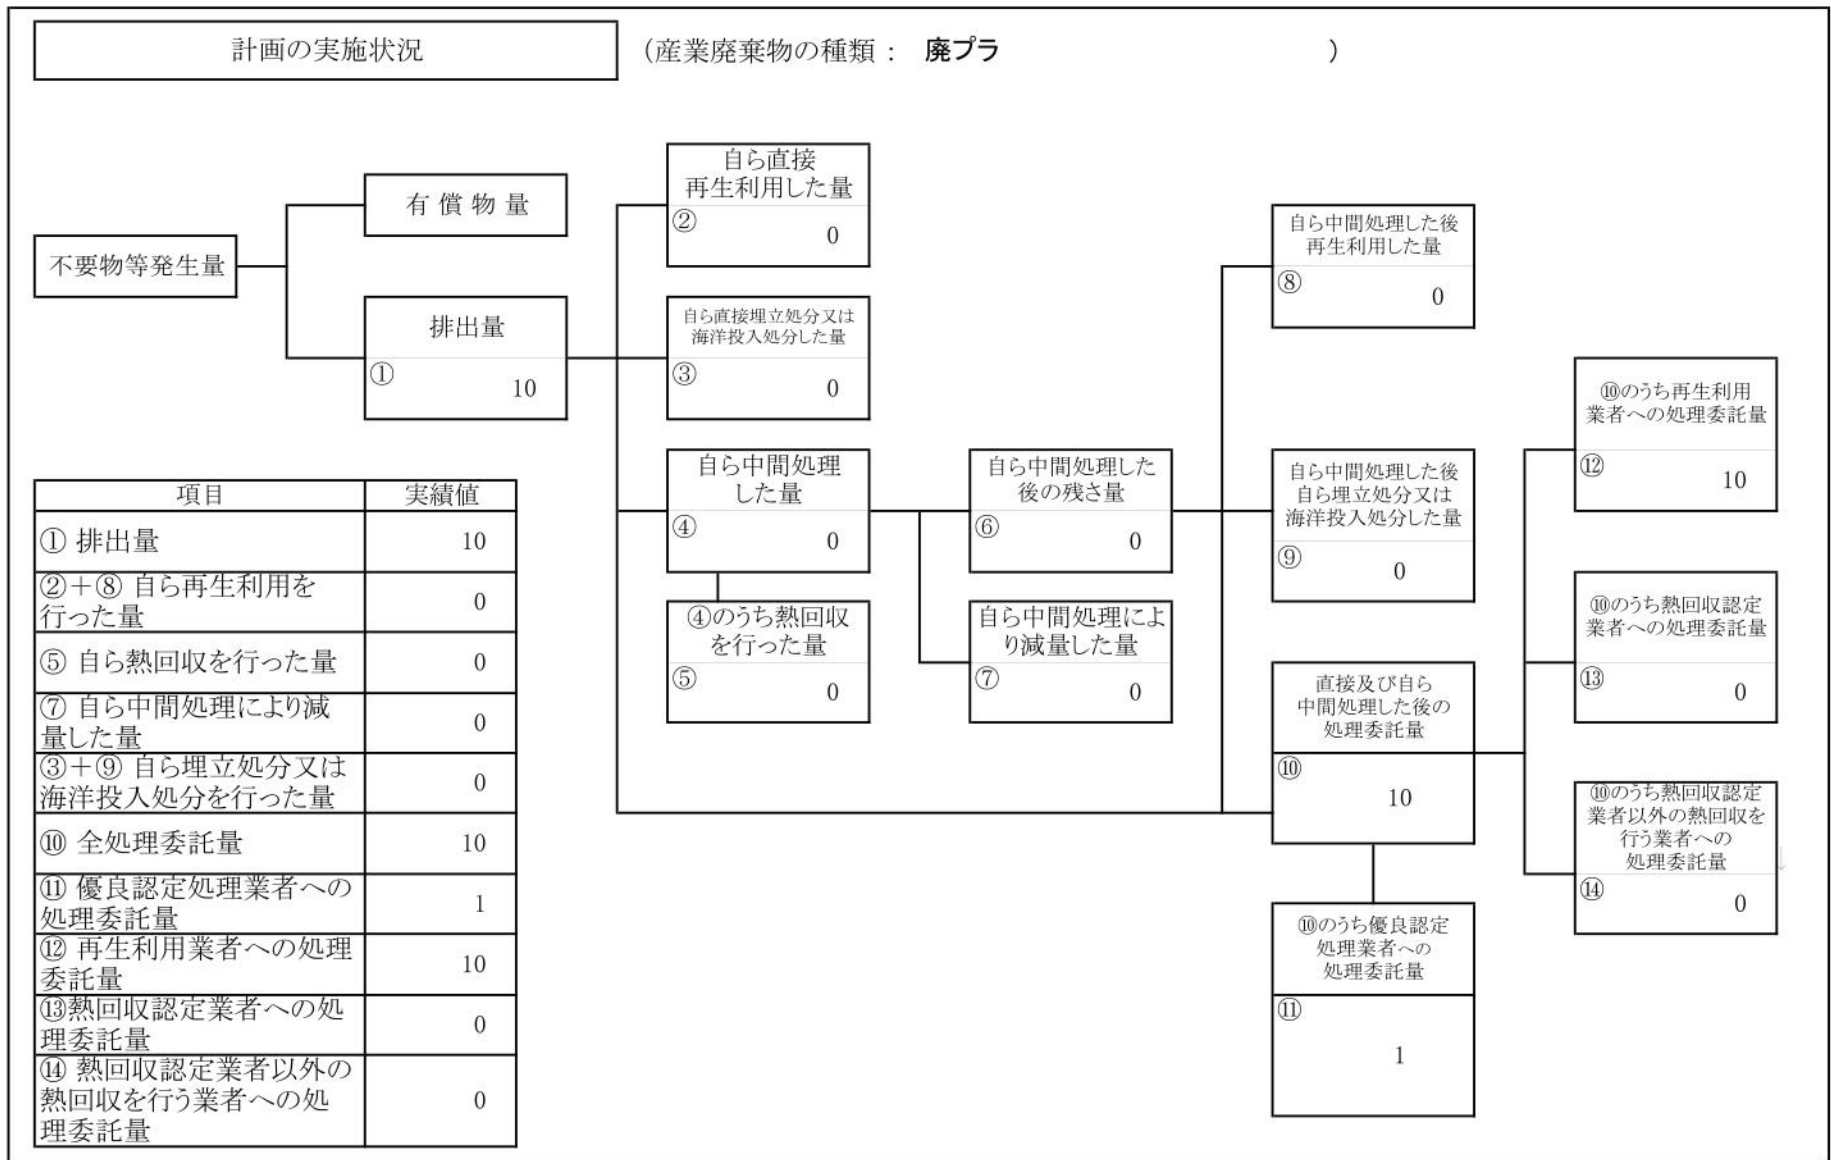 計画の実施状況
（産業廃棄物の種類： 廃プラ ）
不要物等発生量
有 償 物 量
排出量
① 10
自ら直接
再生利用した量
② 0
自ら直接埋立処分又は
海洋投入処分した量
③ 0
自ら中間処理
した量
④ 0
④のうち熱回収
を行った量
⑤ 0
自ら中間処理した
後の残さ量
⑥ 0
自ら中間処理によ
り減量した量
⑦ 0
自ら中間処理した後
再生利用した量
⑧ 0
自ら中間処理した後
自ら埋立処分又は
海洋投入処分した量
⑨ 0
直接及び自ら
中間処理した後の
処理委託量
⑩ 10
⑩のうち優良認定
処理業者への
処理委託量
⑪ 1
⑩のうち再生利用
業者への処理委託量
⑫ 10
⑩のうち熱回収認定
業者への処理委託量
⑬ 0
⑩のうち熱回収認定
業者以外の熱回収を
行う業者への
処理委託量
⑭ 0
↓
項目 実績値
① 排出量 10
②＋⑧ 自ら再生利用を
行った量 0
⑤ 自ら熱回収を行った量 0
⑦ 自ら中間処理により減
量した量 0
③＋⑨ 自ら埋立処分又は
海洋投入処分を行った量 0
⑩ 全処理委託量 10
⑪ 優良認定処理業者への
処理委託量 1
⑫ 再生利用業者への処理
委託量 10
⑬熱回収認定業者への処
理委託量 0
⑭ 熱回収認定業者以外の
熱回収を行う業者への処
理委託量 0